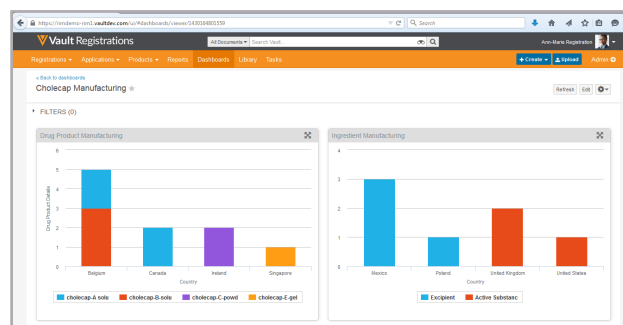 https://rimdemo-rim1.vaultdev.com/ui/#dashboards/viewer/1430164801559
Search
Vault Registrations
All Documents
Search Vault...
Ann-Marie Registration
Registrations
Applications
Products
Reports
Dashboards
Library
Tasks
+ Create
Upload
Admin
« Back to dashboards
Cholecap Manufacturing
Refresh
Edit
FILTERS (0)
Drug Product Manufacturing
6
5
4
3
2
1
0
Drug Product Details
Belgium
Canada
Ireland
Singapore
Country
cholecap-A solu
cholecap-B-solu
cholecap-C-powd
cholecap-E-gel
Ingredient Manufacturing
4
3
2
1
0
Mexico
Poland
United Kingdom
United States
Country
Excipient
Active Substanc